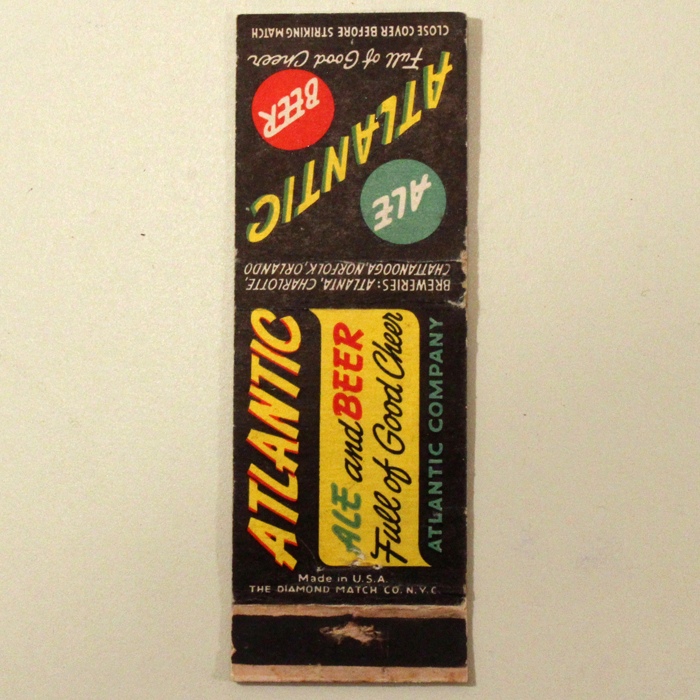 CLOSE COVER BEFORE STRIKING MATCH
Full of Good Cheer
ATLANTIC
BEER
ALE
BREWERIES: ATLANTA, CHARLOTTE,
CHATTANOOGA, NORFOLK, ORLANDO
ATLANTIC
ALE and BEER
Full of Good Cheer
ATLANTIC COMPANY
Made in U.S.A.
THE DIAMOND MATCH CO. N.Y.C.